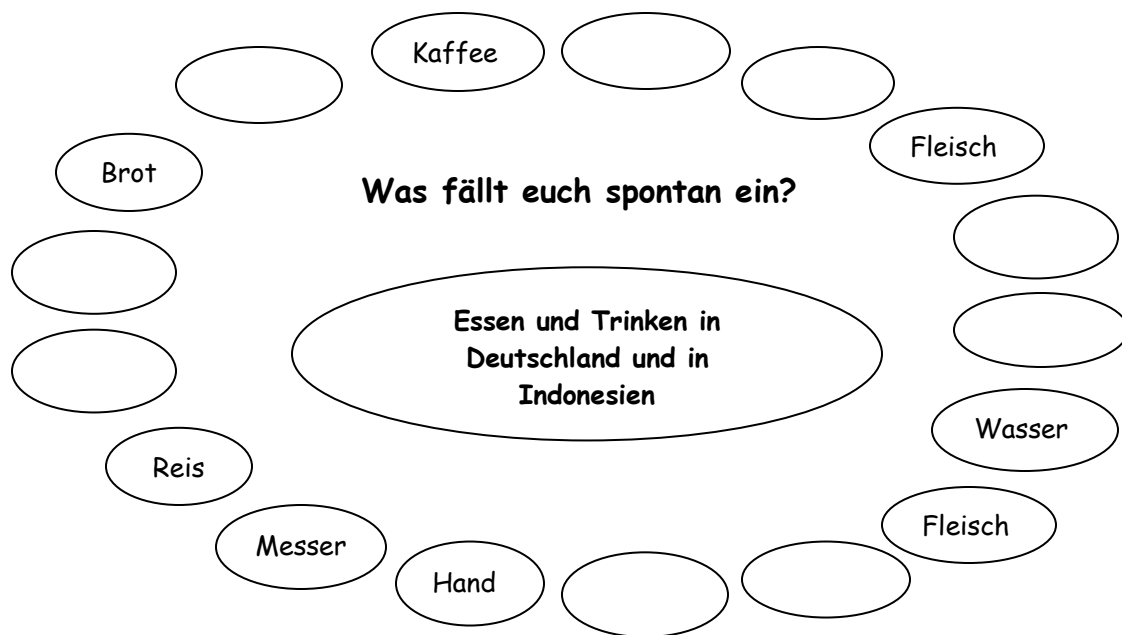 Kaffee
Fleisch
Brot
Was fällt euch spontan ein?
Essen und Trinken in
Deutschland und in
Indonesien
Wasser
Reis
Fleisch
Messer
Hand